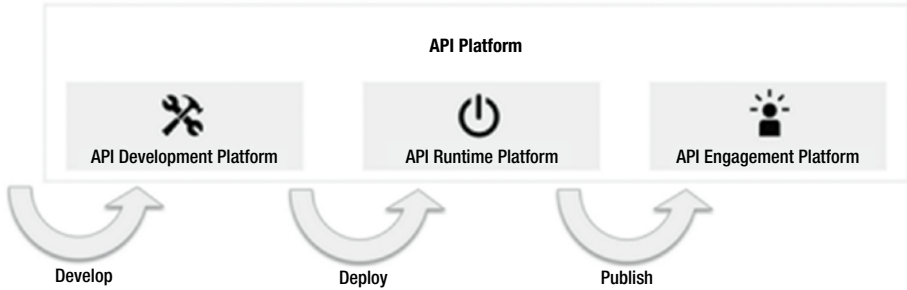 API Platform
API Development Platform
API Runtime Platform
API Engagement Platform
Develop
Deploy
Publish